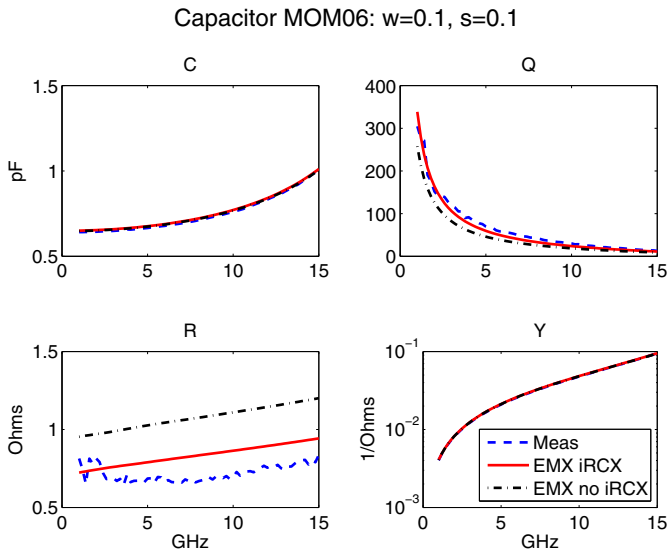 Capacitor MOM06: w=0.1, s=0.1
C
1.5
1
0.5
pF
0 5 10 15
Q
400
300
200
100
0
0 5 10 15
R
1.5
1
0.5
Ohms
0 5 10 15
GHz
Y
10^-1
10^-2
10^-3
1/Ohms
0 5 10 15
GHz
Meas
EMX iRCX
EMX no iRCX